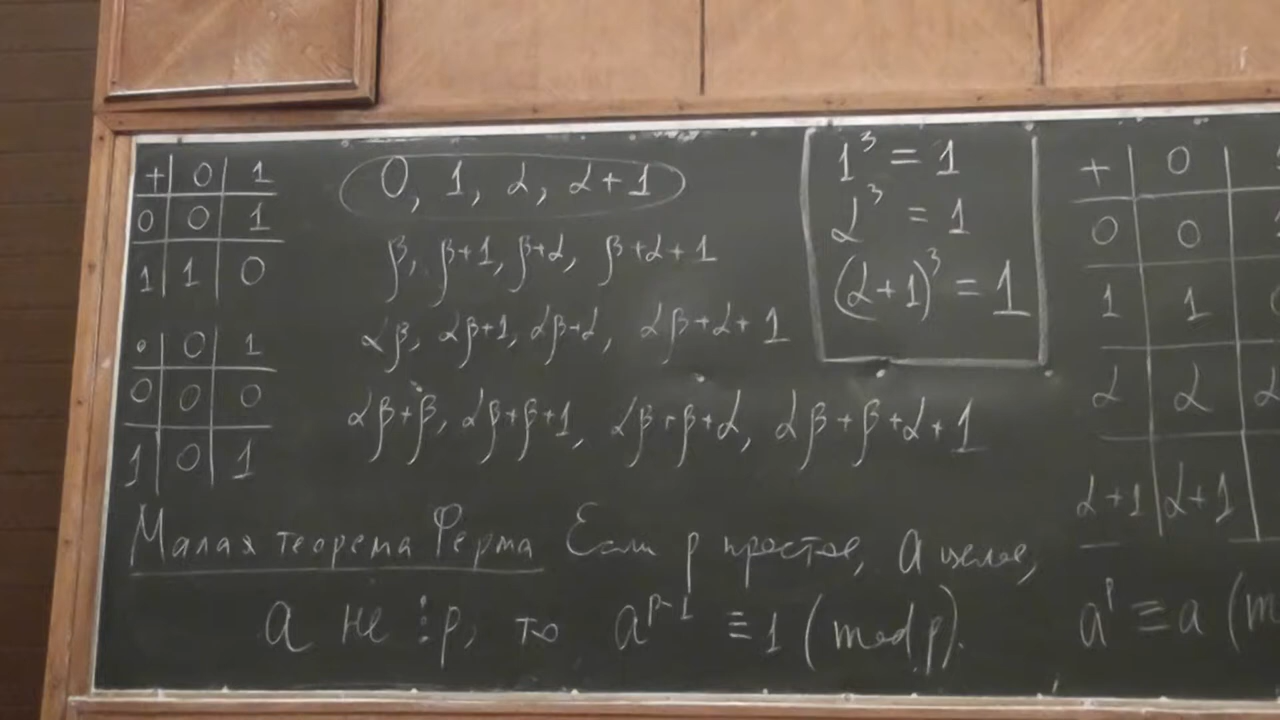 + 0 1
0 0 1
1 1 0
· 0 1
0 0 0
1 0 1
0, 1, α, α+1
β, β+1, β+α, β+α+1
αβ, αβ+1, αβ+α, αβ+α+1
αβ+β, αβ+β+1, αβ+β+α, αβ+β+α+1
1³ = 1
α³ = 1
(α+1)³ = 1
+ 0
0 0
1 1
α α
α+1 α+1
Малая теорема Ферма Если p простое, a целое,
a не ⋮ p, то a^{p-1} ≡ 1 (mod p).
a^p ≡ a (m